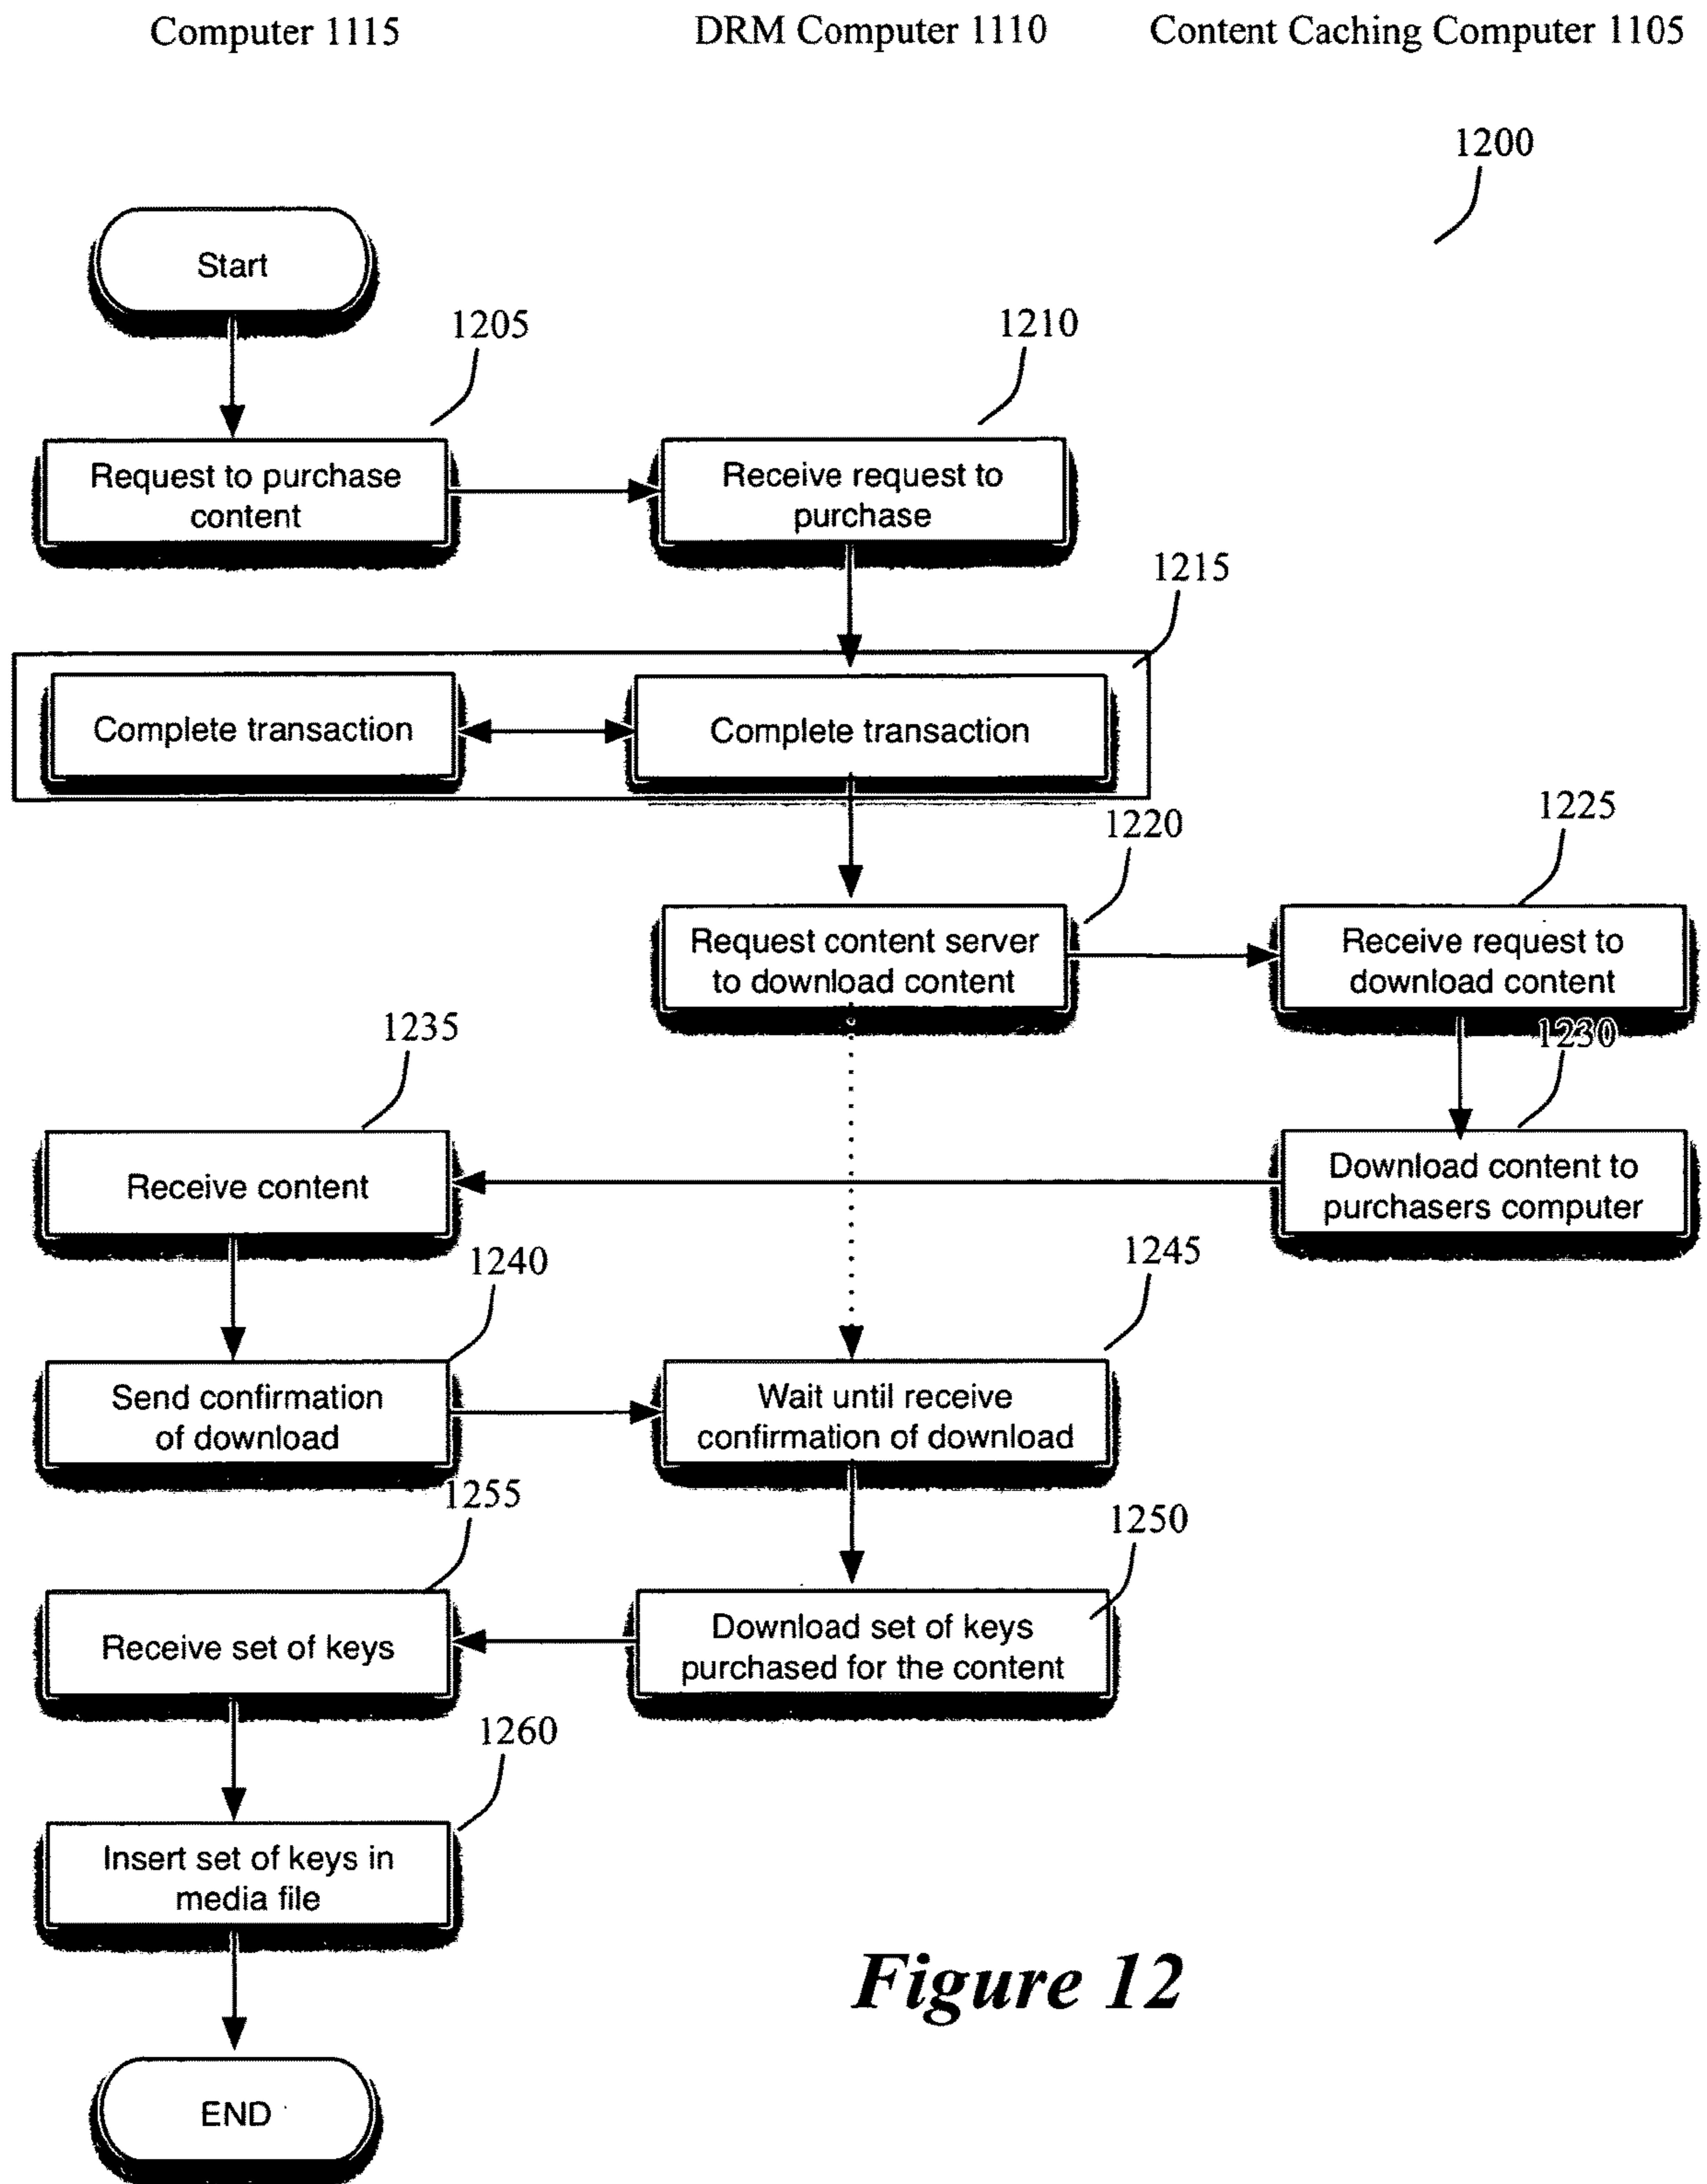 Computer 1115
DRM Computer 1110
Content Caching Computer 1105
1200
Start
1205
1210
Request to purchase
content
Receive request to
purchase
1215
Complete transaction
Complete transaction
1220
1225
Request content server
to download content
Receive request to
download content
1230
1235
Receive content
Download content to
purchasers computer
1240
1245
Send confirmation
of download
Wait until receive
confirmation of download
1255
1250
Receive set of keys
Download set of keys
purchased for the content
1260
Insert set of keys in
media file
Figure 12
END